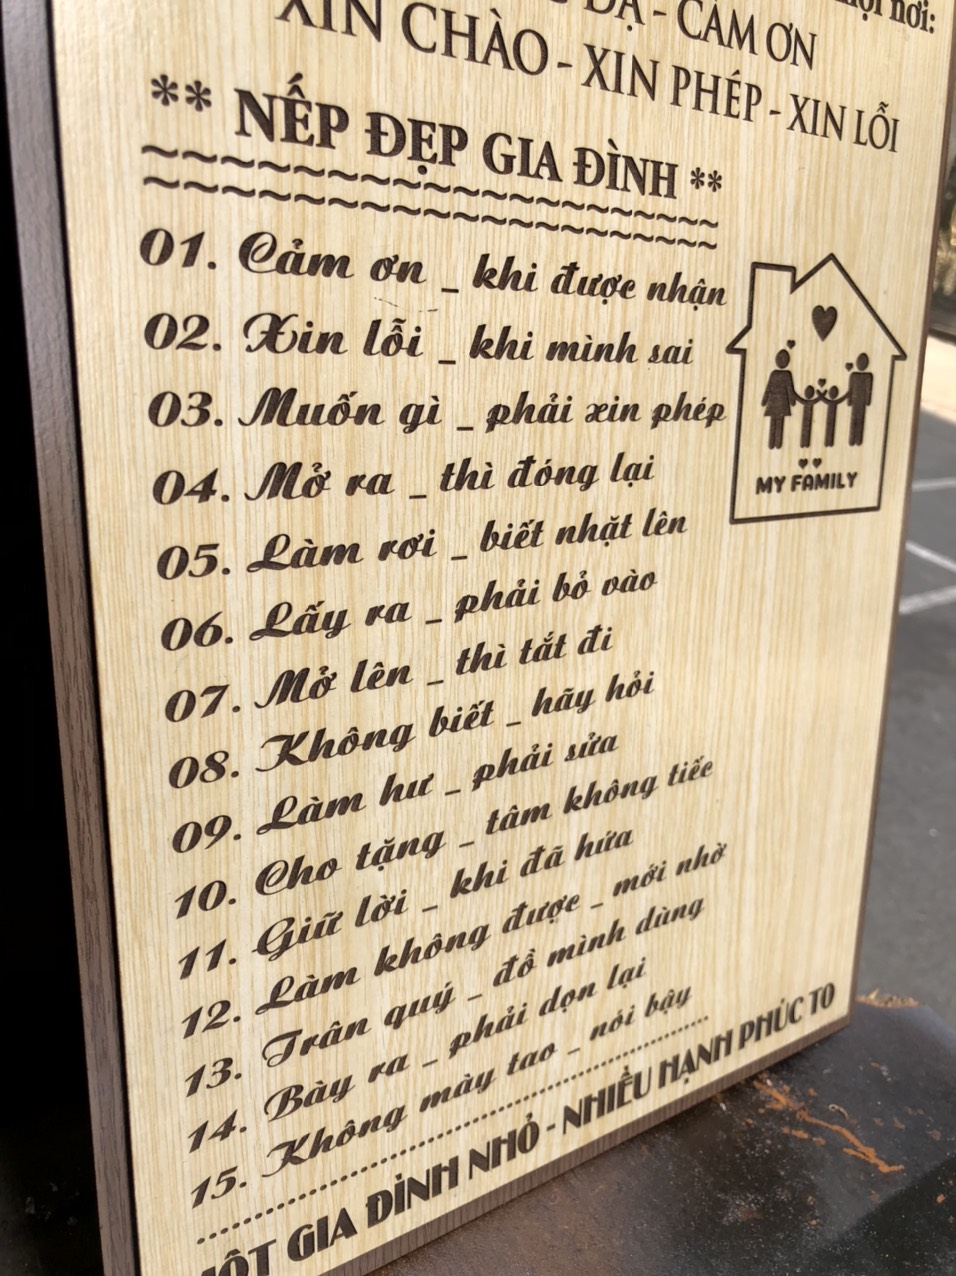 nơi:
DẠ - CẢM ƠN
XIN CHÀO - XIN PHÉP - XIN LỖI
** NẾP ĐẸP GIA ĐÌNH **
~~~~~~~~~~~~~~~~~~~~~~~
~~~~~~~~~~~~~~~~~~~~~~~
01. Cảm ơn _ khi được nhận
02. Xin lỗi _ khi mình sai
03. Muốn gì _ phải xin phép
04. Mở ra _ thì đóng lại
05. Làm rơi _ biết nhặt lên
06. Lấy ra _ phải bỏ vào
07. Mở lên _ thì tắt đi
08. Không biết _ hãy hỏi
09. Làm hư _ phải sửa
10. Cho tặng _ tâm không tiếc
11. Giữ lời _ khi đã hứa
12. Làm không được _ mới nhờ
13. Trân quý _ đồ mình dùng
14. Bày ra _ phải dọn lại
15. Không mày tao _ nói bậy
GIA ĐÌNH NHỎ - NHIỀU HẠNH PHÚC TO
MY FAMILY